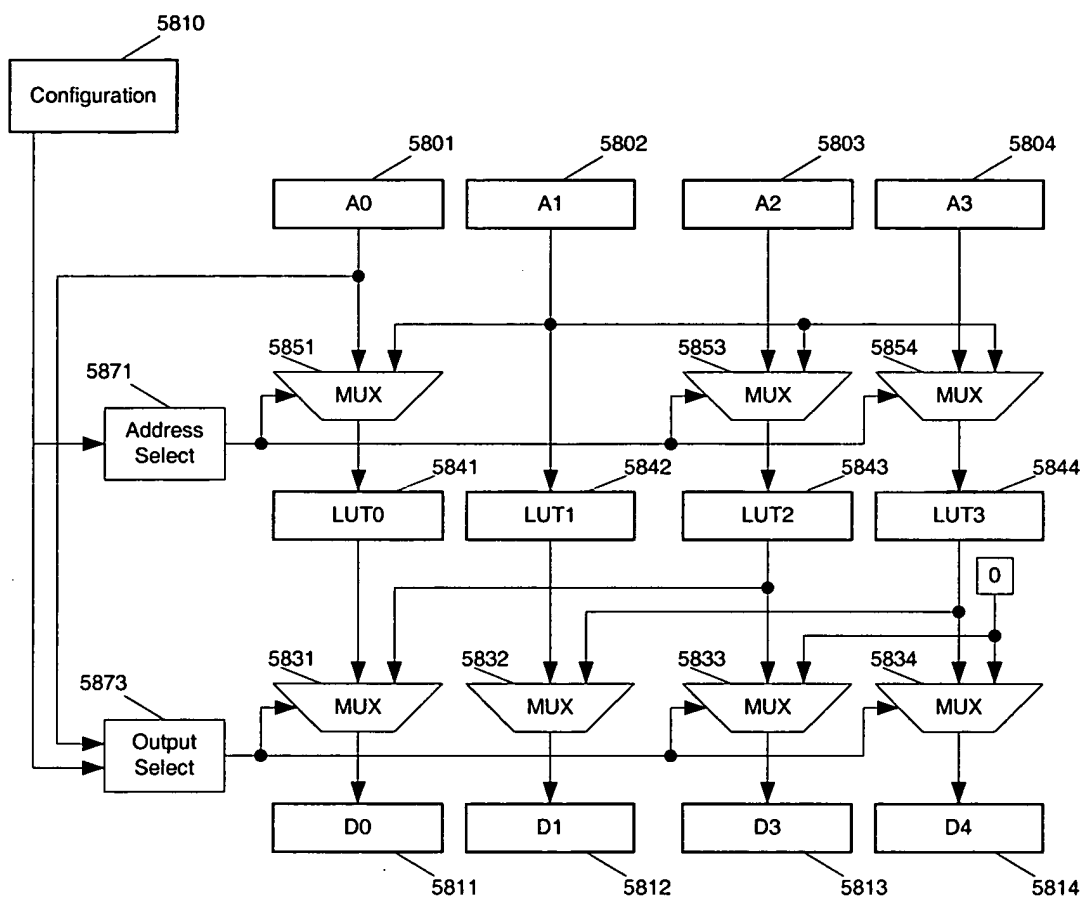 5810
Configuration
5801
5802
5803
5804
A0
A1
A2
A3
5851
5853
5854
5871
MUX
MUX
MUX
Address
Select
5841
5842
5843
5844
LUT0
LUT1
LUT2
LUT3
0
5831
5832
5833
5834
5873
MUX
MUX
MUX
MUX
Output
Select
D0
D1
D3
D4
5811
5812
5813
5814